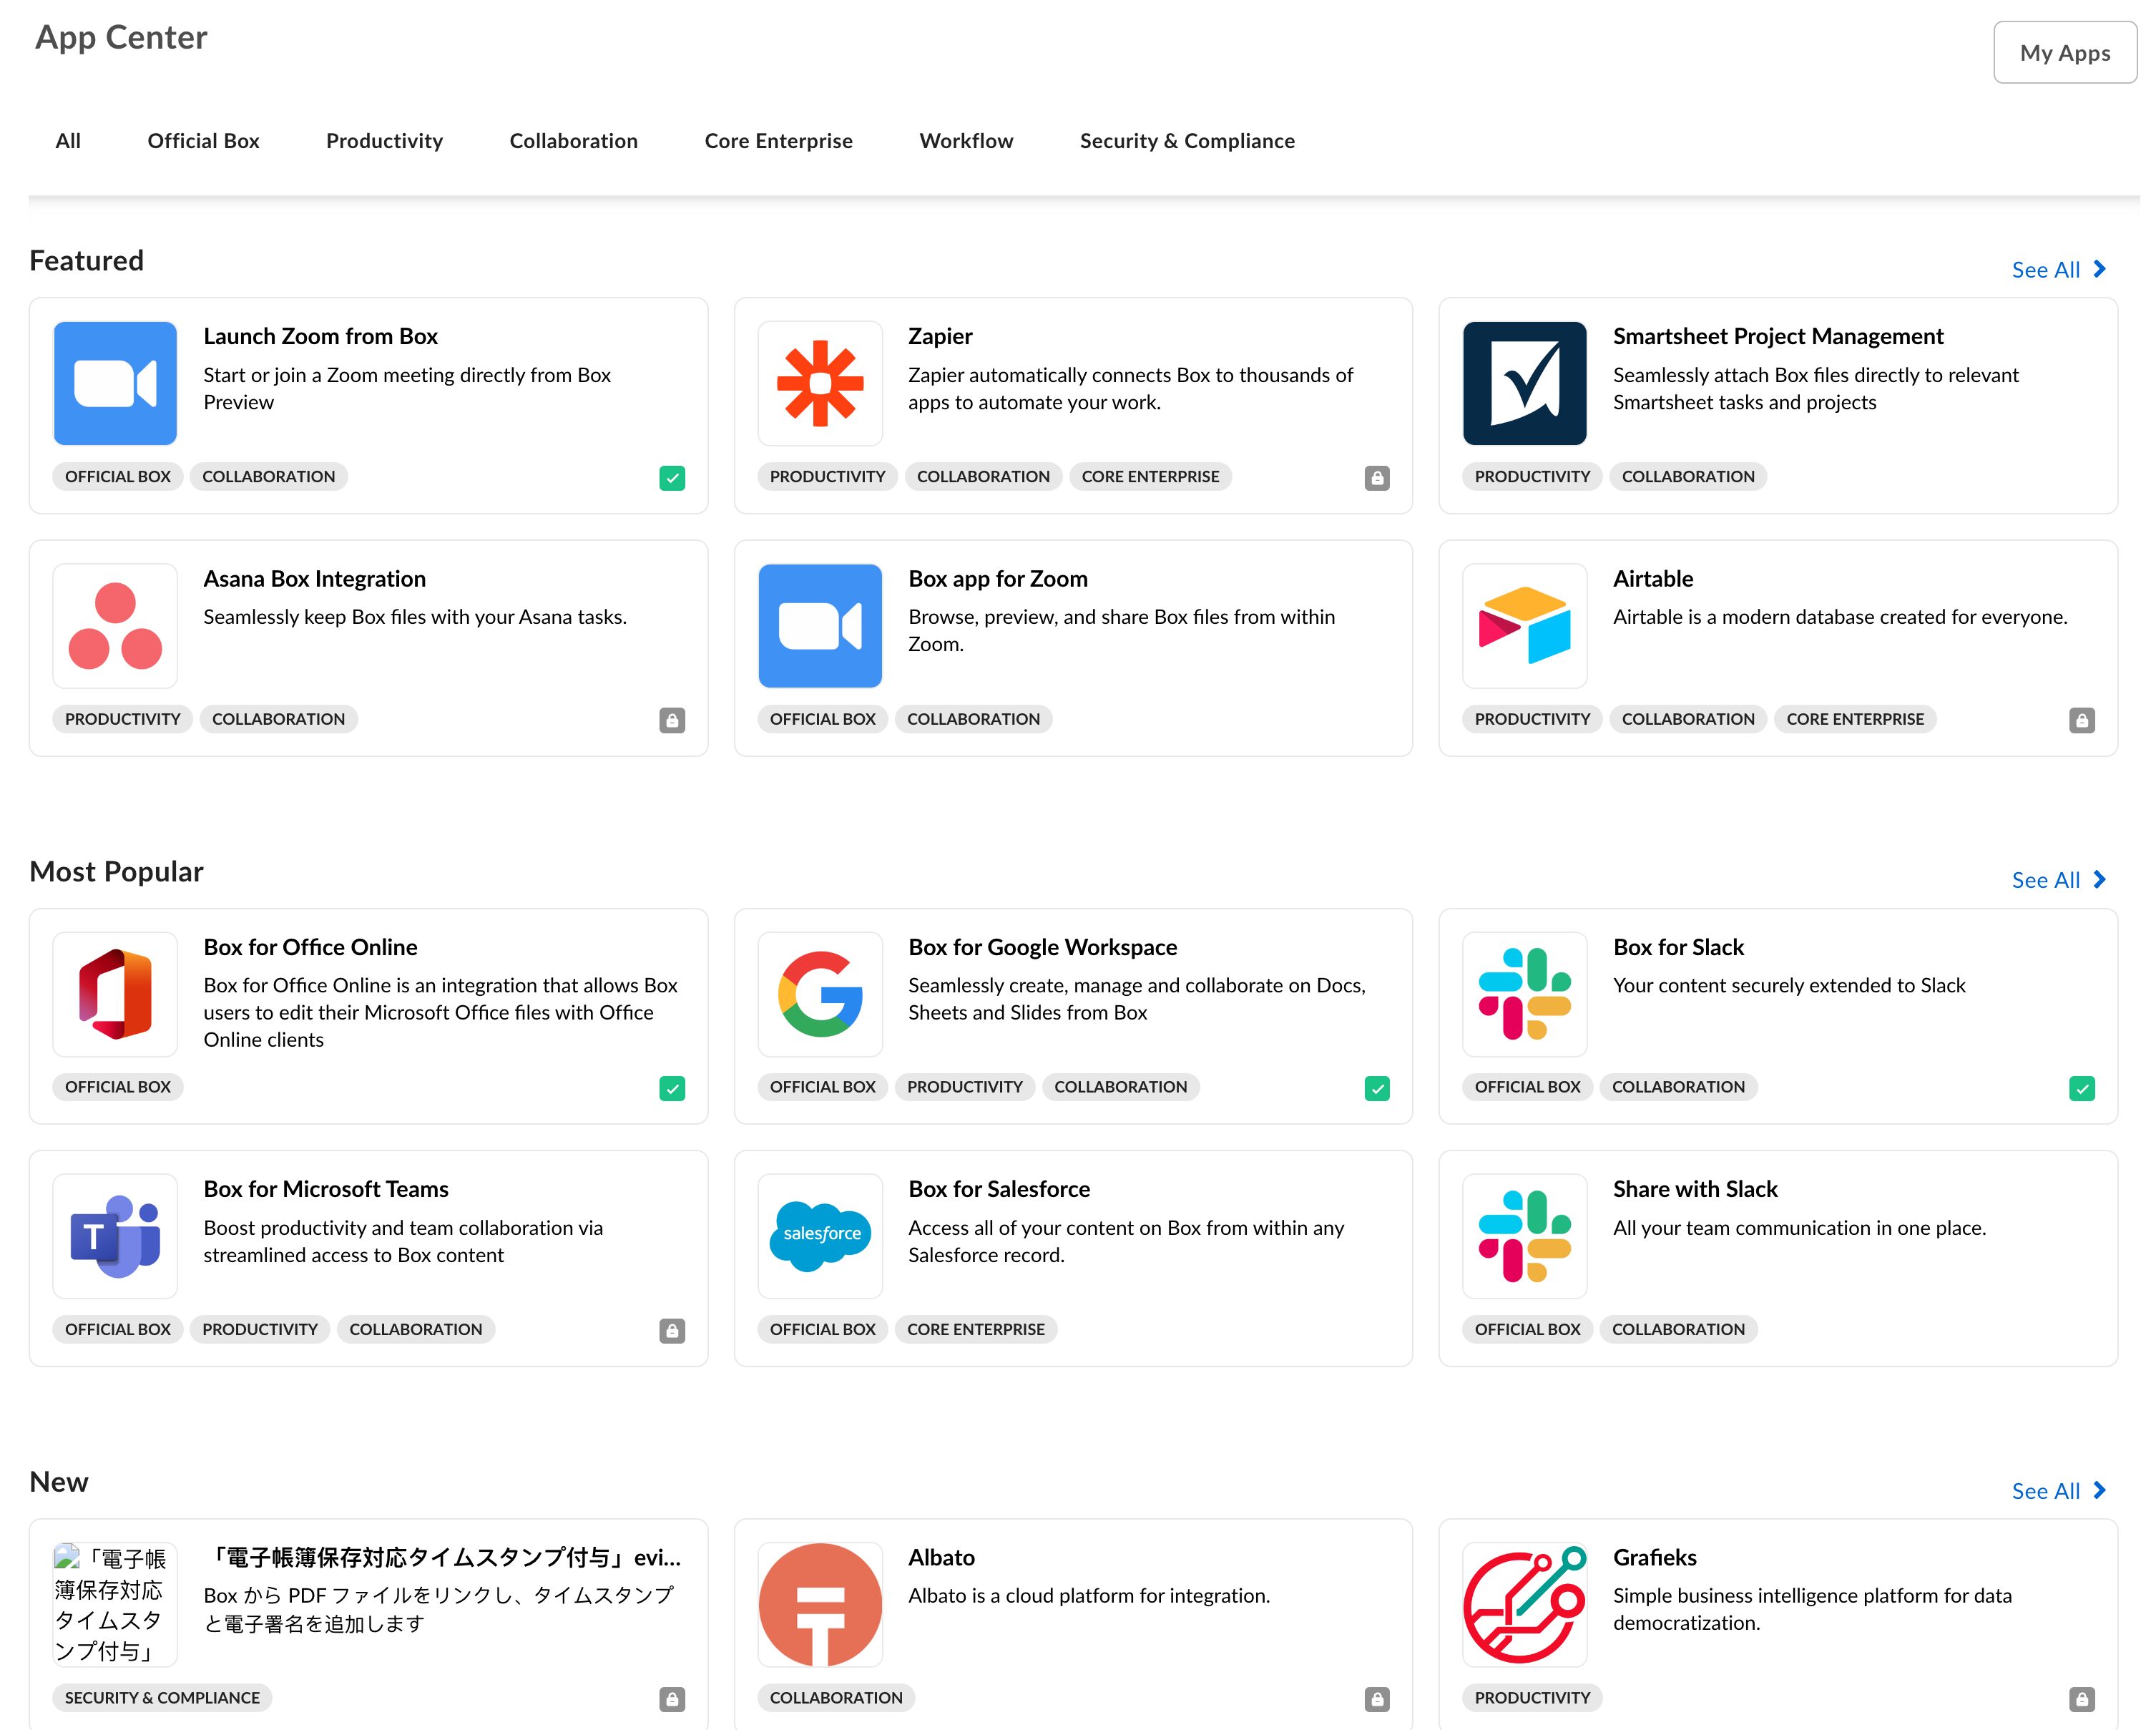 App Center
My Apps
All
Official Box
Productivity
Collaboration
Core Enterprise
Workflow
Security & Compliance
Featured
See All
Launch Zoom from Box
Start or join a Zoom meeting directly from Box
Preview
OFFICIAL BOX
COLLABORATION
Zapier
Zapier automatically connects Box to thousands of
apps to automate your work.
PRODUCTIVITY
COLLABORATION
CORE ENTERPRISE
Smartsheet Project Management
Seamlessly attach Box files directly to relevant
Smartsheet tasks and projects
PRODUCTIVITY
COLLABORATION
Asana Box Integration
Seamlessly keep Box files with your Asana tasks.
PRODUCTIVITY
COLLABORATION
Box app for Zoom
Browse, preview, and share Box files from within
Zoom.
OFFICIAL BOX
COLLABORATION
Airtable
Airtable is a modern database created for everyone.
PRODUCTIVITY
COLLABORATION
CORE ENTERPRISE
Most Popular
See All
Box for Office Online
Box for Office Online is an integration that allows Box
users to edit their Microsoft Office files with Office
Online clients
OFFICIAL BOX
Box for Google Workspace
Seamlessly create, manage and collaborate on Docs,
Sheets and Slides from Box
OFFICIAL BOX
PRODUCTIVITY
COLLABORATION
Box for Slack
Your content securely extended to Slack
OFFICIAL BOX
COLLABORATION
T
Box for Microsoft Teams
Boost productivity and team collaboration via
streamlined access to Box content
OFFICIAL BOX
PRODUCTIVITY
COLLABORATION
salesforce
Box for Salesforce
Access all of your content on Box from within any
Salesforce record.
OFFICIAL BOX
CORE ENTERPRISE
Share with Slack
All your team communication in one place.
OFFICIAL BOX
COLLABORATION
New
See All
「電子帳
簿保存対応
タイムスタ
ンプ付与」
「電子帳簿保存対応タイムスタンプ付与」evi...
Box から PDF ファイルをリンクし、タイムスタンプ
と電子署名を追加します
SECURITY & COMPLIANCE
Albato
Albato is a cloud platform for integration.
COLLABORATION
Grafieks
Simple business intelligence platform for data
democratization.
PRODUCTIVITY